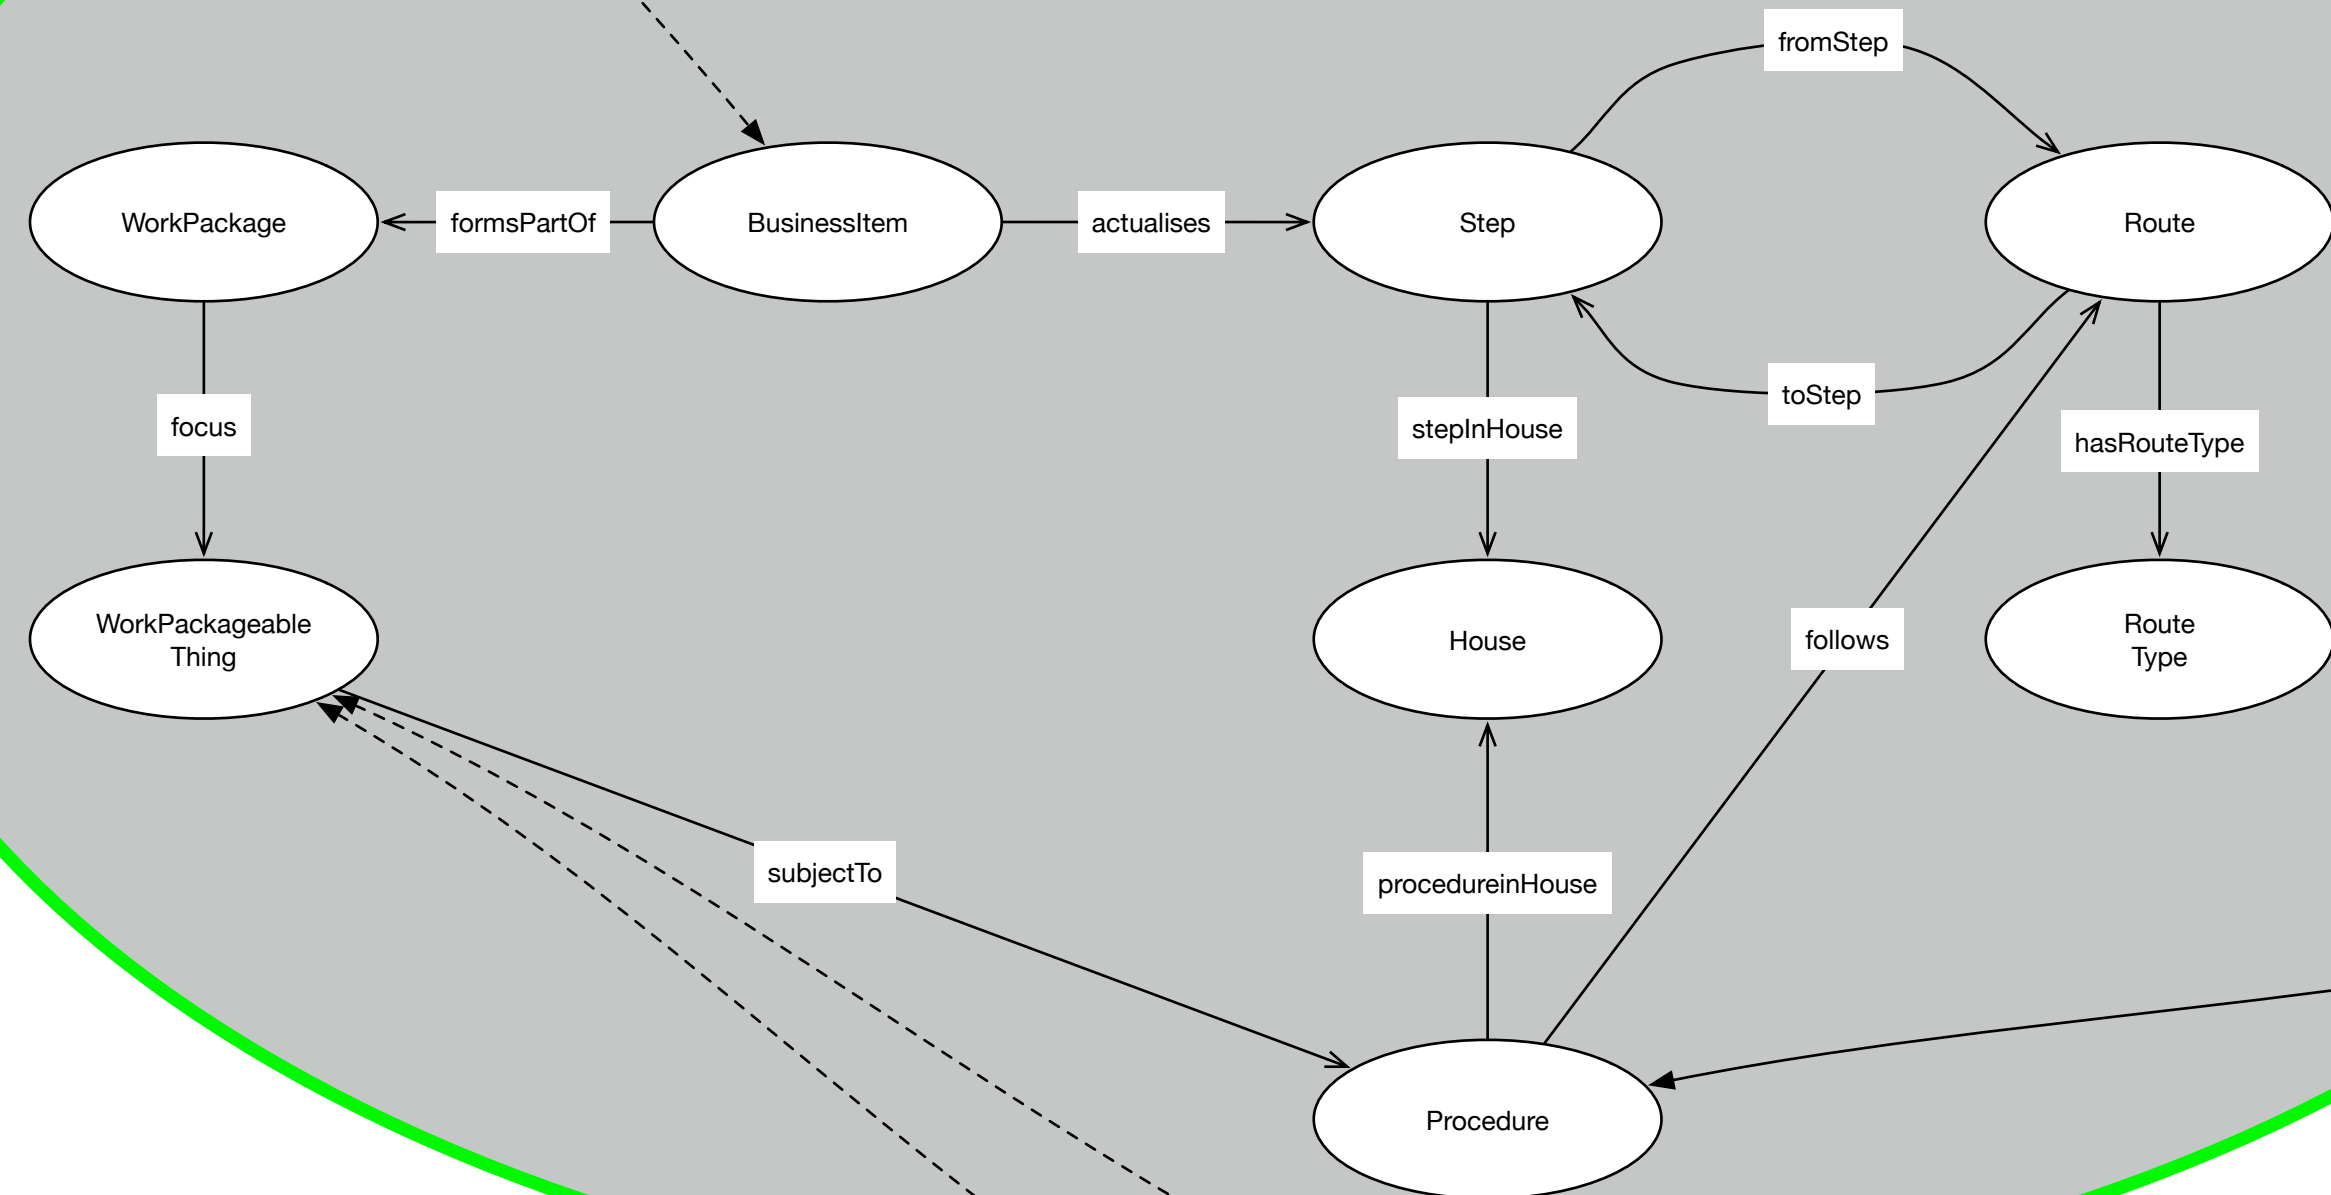 fromStep
WorkPackage
formsPartOf
BusinessItem
actualises
Step
Route
toStep
focus
stepInHouse
hasRouteType
WorkPackageable
Thing
House
follows
Route
Type
subjectTo
procedureinHouse
Procedure